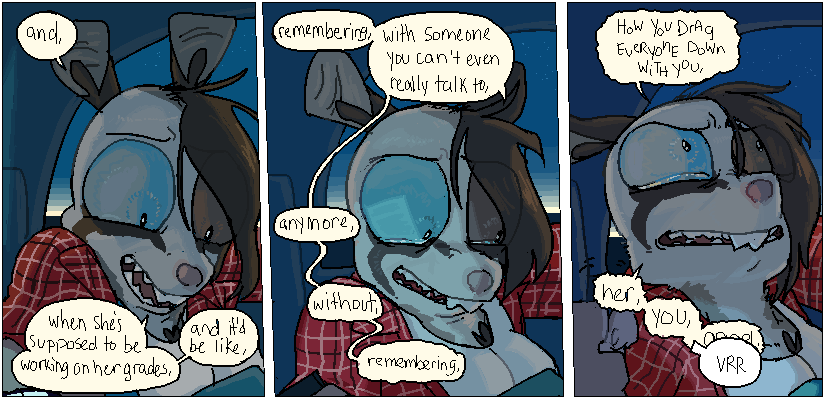 and,
when she's
supposed to be
working on her grades,
and it'd
be like,
remembering,
with someone
you can't even
really talk to,
anymore,
without,
remembering,
HOW YOU DRAG
EVERYONE DOWN
WITH YOU,
her,
YOU,
VRR